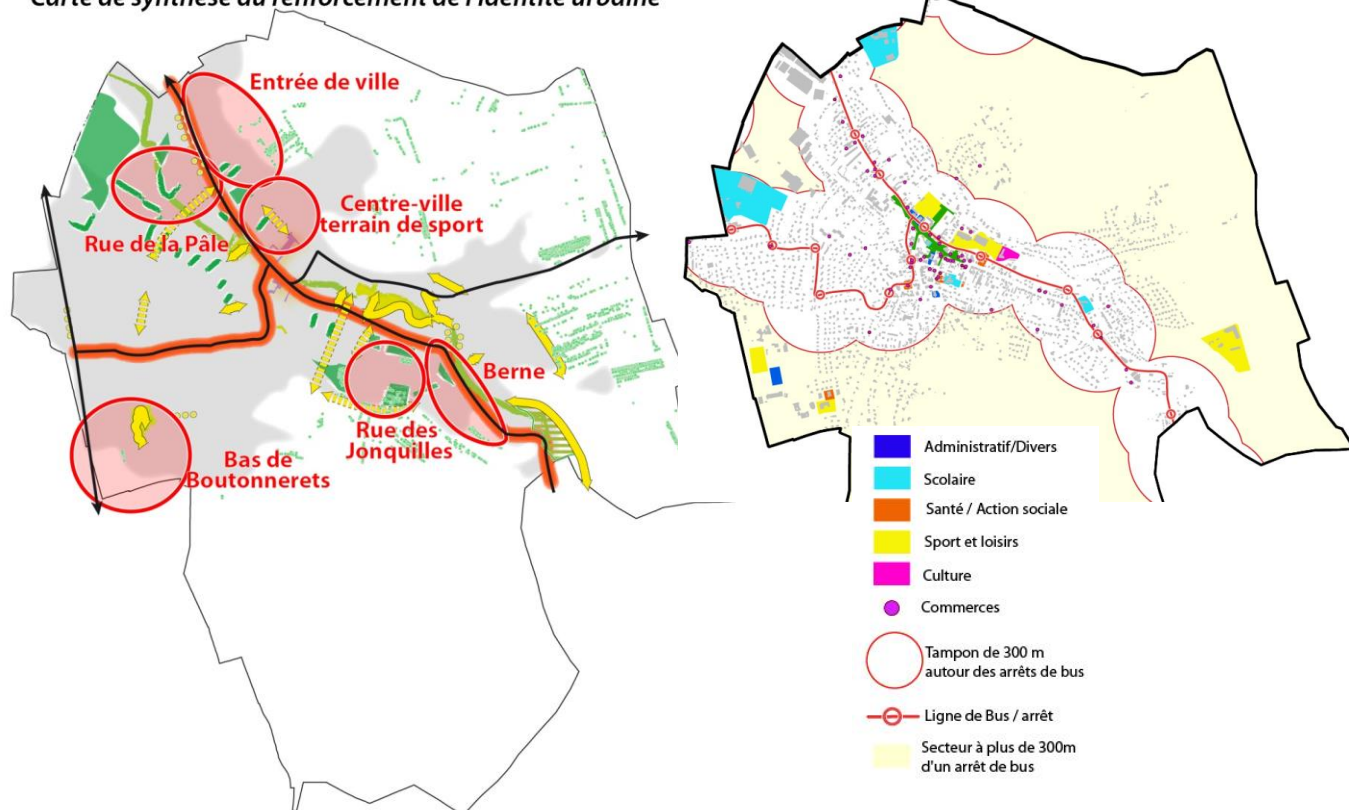 Carte de synthèse du renforcement de l'identité urbaine
Entrée de ville
Centre-ville
terrain de sport
Rue de la Pâle
Berne
Rue des
Jonquilles
Bas de
Boutonnerets
Administratif/Divers
Scolaire
Santé / Action sociale
Sport et loisirs
Culture
Commerces
Tampon de 300 m
autour des arrêts de bus
Ligne de Bus / arrêt
Secteur à plus de 300m
d'un arrêt de bus